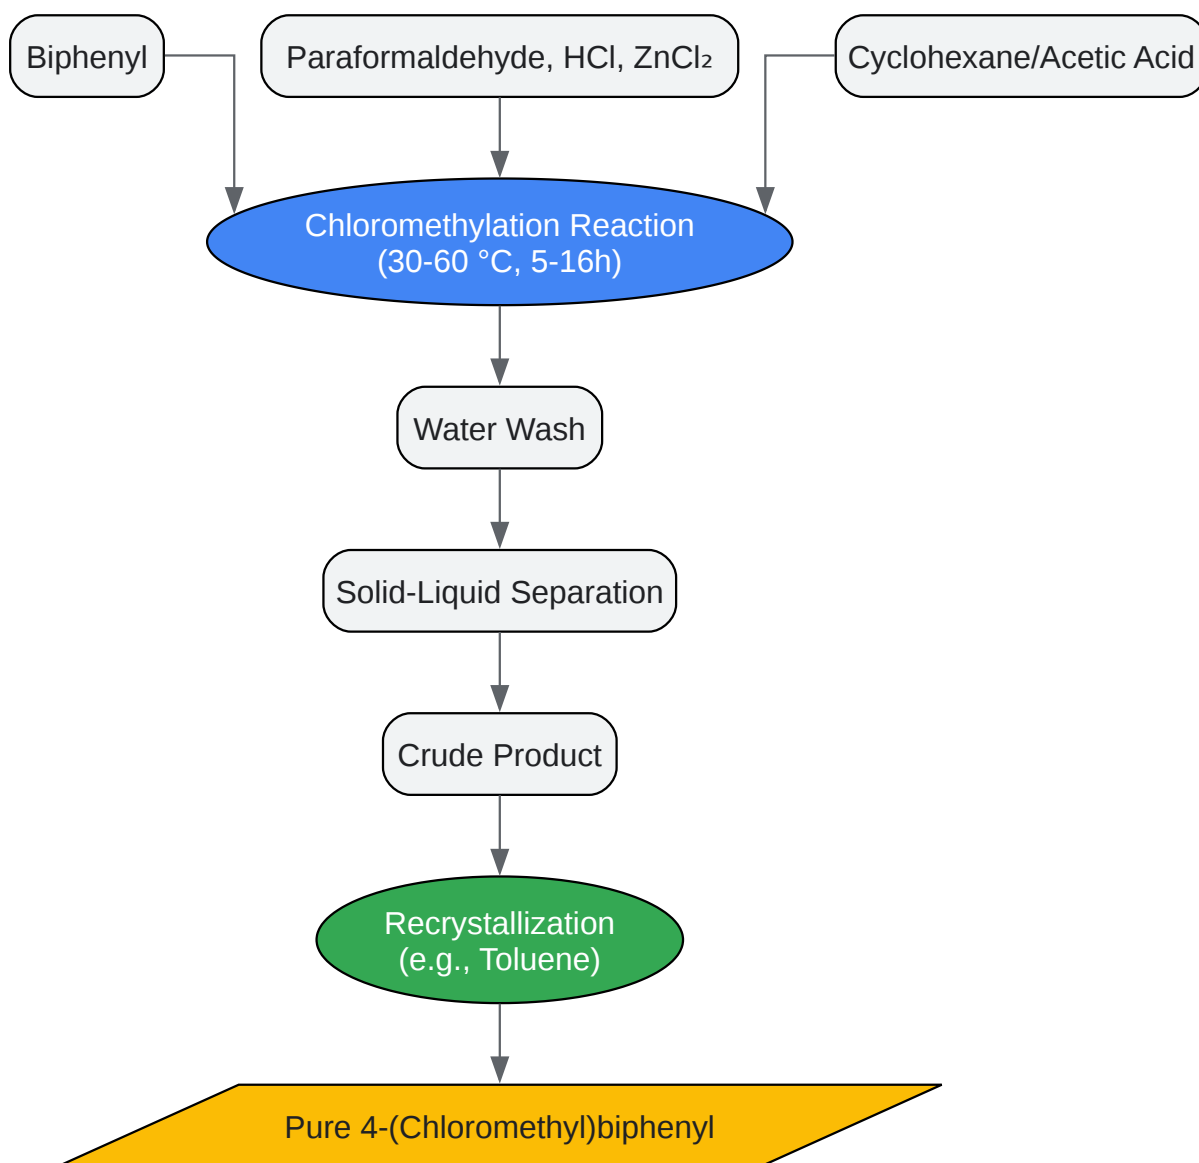 Biphenyl
Paraformaldehyde, HCl, ZnCl₂
Cyclohexane/Acetic Acid
Chloromethylation Reaction
(30-60 °C, 5-16h)
Water Wash
Solid-Liquid Separation
Crude Product
Recrystallization
(e.g., Toluene)
Pure 4-(Chloromethyl)biphenyl